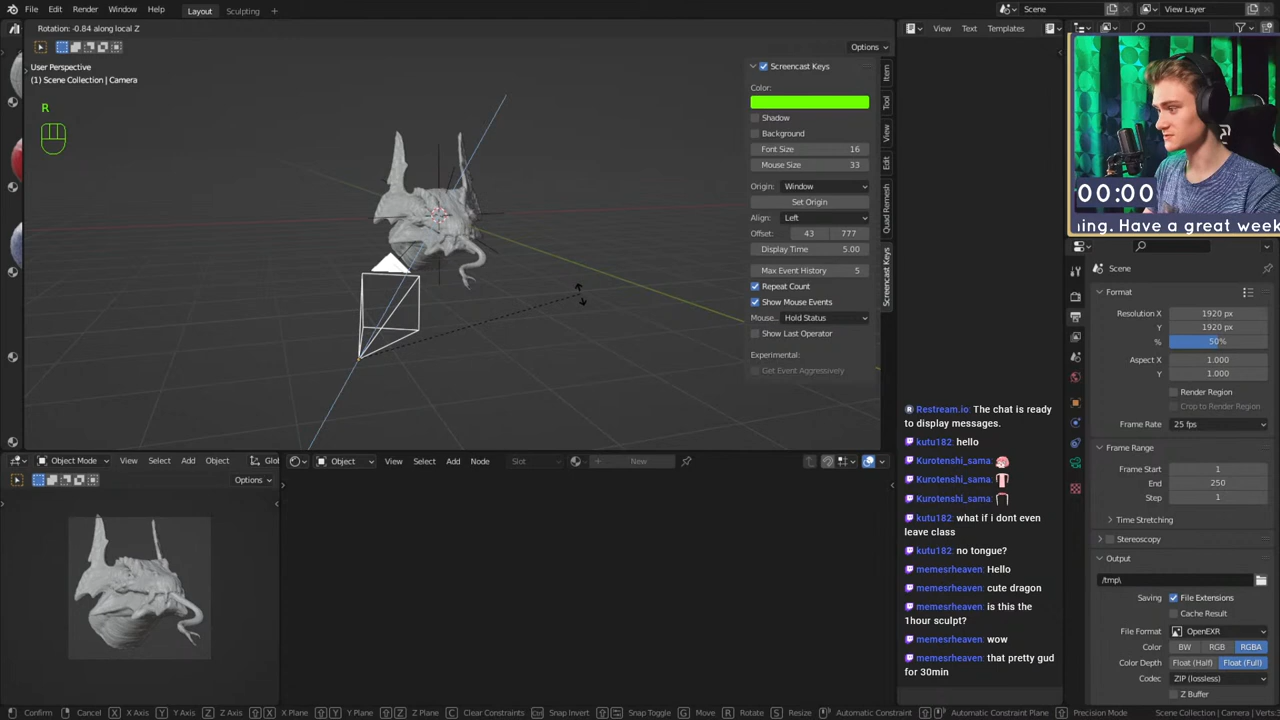 File Edit Render Window Help Layout Sculpting + Scene View Layer
Rotation: -0.84 along local Z
Options
View Text Templates
User Perspective
(1) Scene Collection | Camera
R
Screencast Keys
Color:
Shadow
Background
Font Size 16
Mouse Size 33
Origin: Window
Set Origin
Align: Left
Offset: 43 777
Display Time 5.00
Max Event History 5
Repeat Count
Show Mouse Events
Mouse... Hold Status
Show Last Operator
Experimental:
Get Event Aggressively
Item
Tool
View
Edit
Quad Remesh
Screencast Keys
00:00
ning. Have a great week
Scene
Format
Resolution X 1920 px
Y 1920 px
% 50%
Aspect X 1.000
Y 1.000
Render Region
Crop to Render Region
Frame Rate 25 fps
Frame Range
Frame Start 1
End 250
Step 1
Time Stretching
Stereoscopy
Output
/tmp\
Saving File Extensions
Cache Result
File Format OpenEXR
Color BW RGB RGBA
Color Depth Float (Half) Float (Full)
Codec ZIP (lossless)
Z Buffer
Restream.io: The chat is ready
to display messages.
kutu182: hello
Kurotenshi_sama:
Kurotenshi_sama:
Kurotenshi_sama:
kutu182: what if i dont even
leave class
kutu182: no tongue?
memesrheaven: Hello
memesrheaven: cute dragon
memesrheaven: is this the
1hour sculpt?
memesrheaven: wow
memesrheaven: that pretty gud
for 30min
Object Mode View Select Add Object Glob
Options
Object View Select Add Node Slot New
Confirm Cancel X X Axis Y Y Axis Z Z Axis X X Plane Y Y Plane Z Z Plane C Clear Constraints Ctrl Snap Invert Snap Toggle G Move R Rotate S Resize Automatic Constraint Automatic Constraint Plane Precision Mode
Scene Collection | Camera